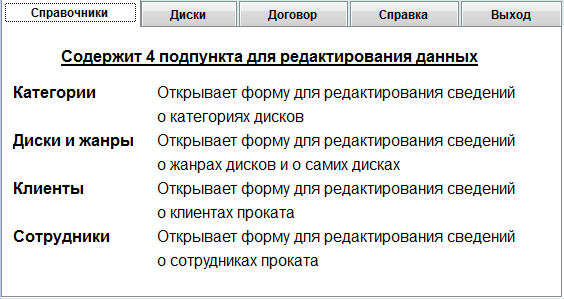 Справочники Диски Договор Справка Выход
Содержит 4 подпункта для редактирования данных
Категории Открывает форму для редактирования сведений
о категориях дисков
Диски и жанры Открывает форму для редактирования сведений
о жанрах дисков и о самих дисках
Клиенты Открывает форму для редактирования сведений
о клиентах проката
Сотрудники Открывает форму для редактирования сведений
о сотрудниках проката